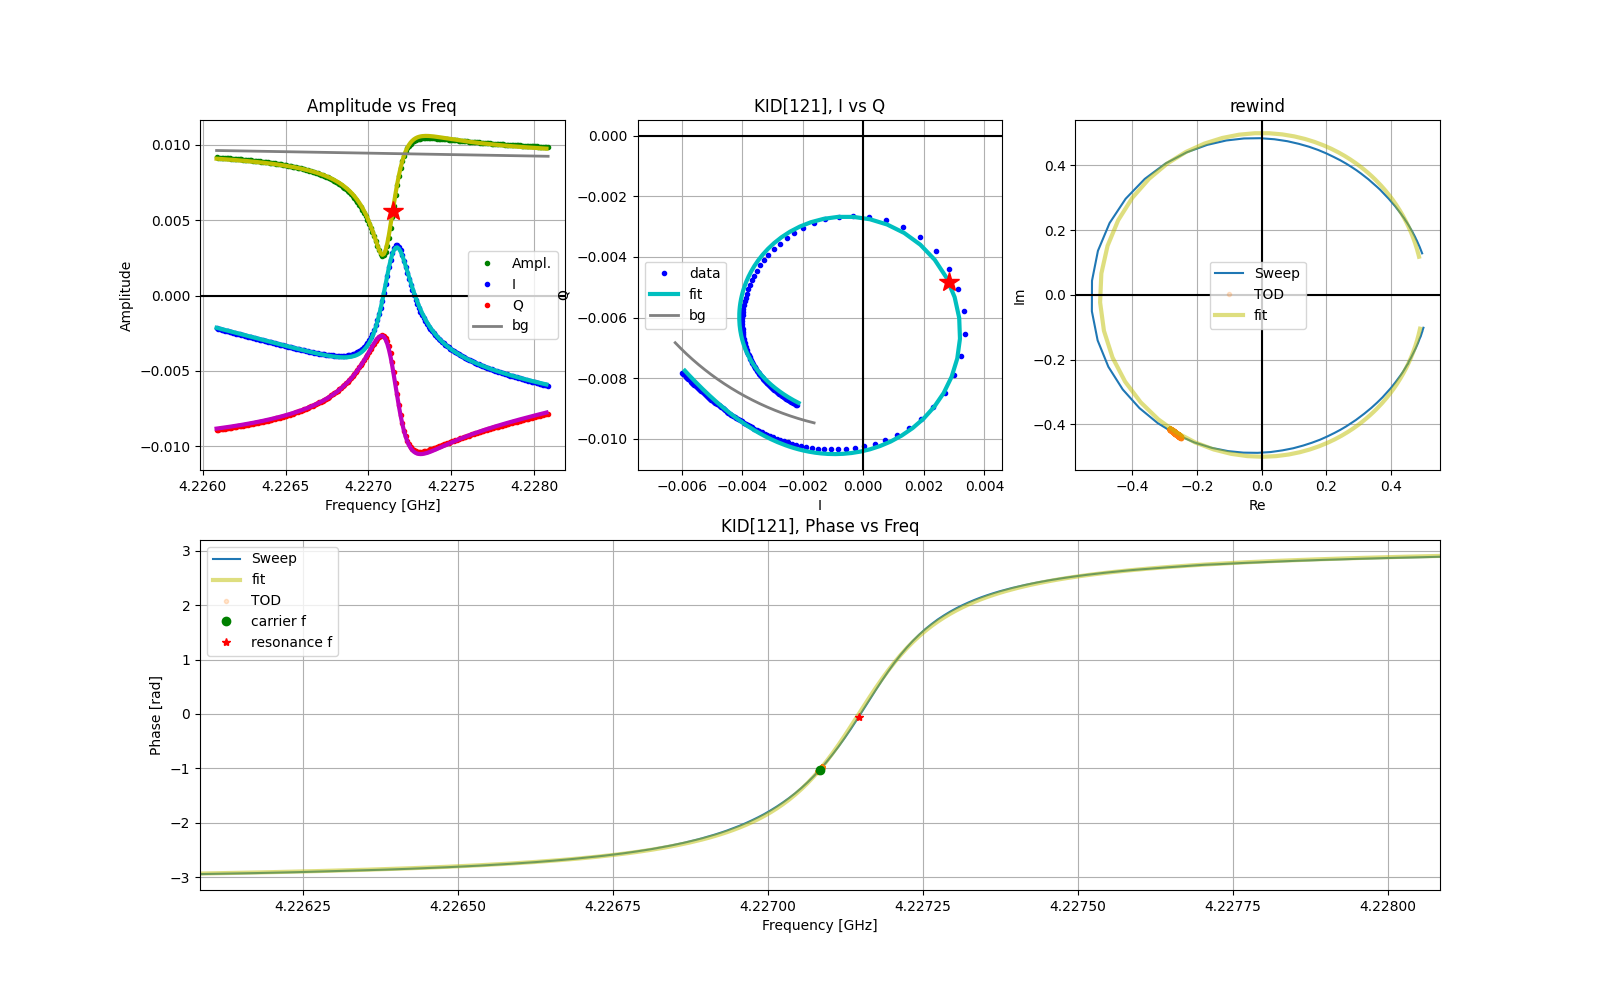 Amplitude vs Freq
Amplitude
0.010
0.005
0.000
−0.005
−0.010
Ampl.
I
Q
bg
4.2260 4.2265 4.2270 4.2275 4.2280
Frequency [GHz]
KID[121], I vs Q
Q
0.000
−0.002
−0.004
−0.006
−0.008
−0.010
data
fit
bg
−0.006 −0.004 −0.002 0.000 0.002 0.004
I
rewind
Im
0.4
0.2
0.0
−0.2
−0.4
Sweep
TOD
fit
−0.4 −0.2 0.0 0.2 0.4
Re
KID[121], Phase vs Freq
Phase [rad]
3
2
1
0
−1
−2
−3
Sweep
fit
TOD
carrier f
resonance f
4.22625 4.22650 4.22675 4.22700 4.22725 4.22750 4.22775 4.22800
Frequency [GHz]